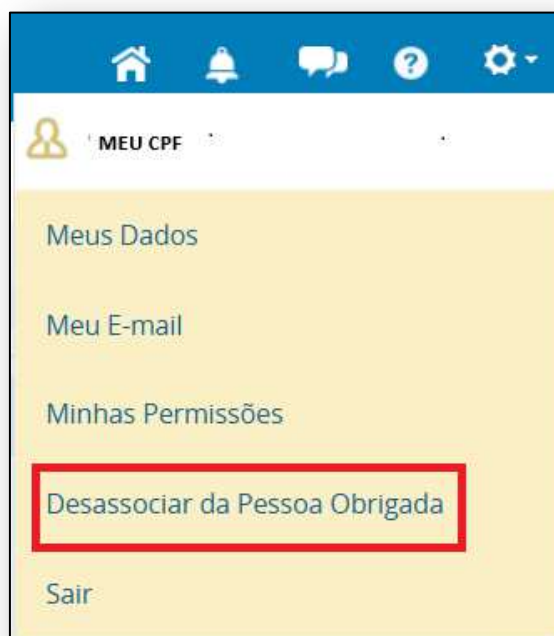 MEU CPF
Meus Dados
Meu E-mail
Minhas Permissões
Desassociar da Pessoa Obrigada
Sair